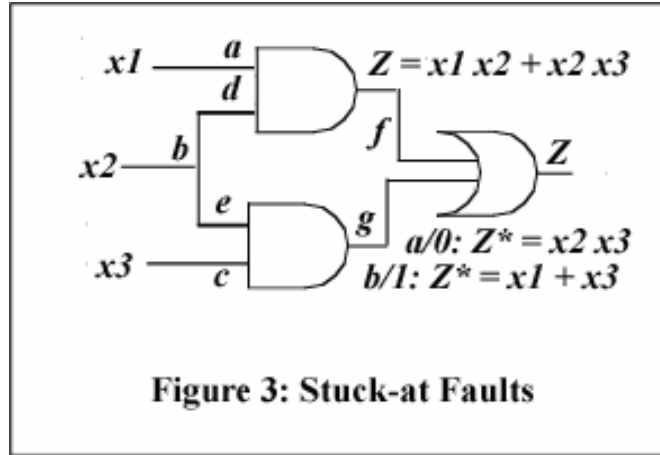 x1
a
Z = x1 x2 + x2 x3
d
f
b
x2
Z
e
g
x3
c
a/0: Z* = x2 x3
b/1: Z* = x1 + x3
Figure 3: Stuck-at Faults